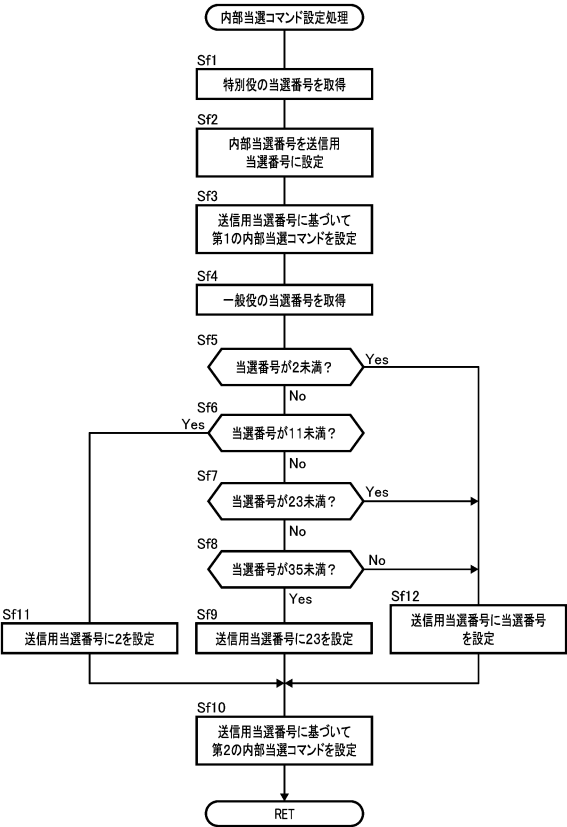 内部当選コマンド設定処理
Sf1
特別役の当選番号を取得
Sf2
内部当選番号を送信用
当選番号に設定
Sf3
送信用当選番号に基づいて
第1の内部当選コマンドを設定
Sf4
一般役の当選番号を取得
Sf5
当選番号が2未満？
Yes
No
Sf6
当選番号が11未満？
Yes
No
Sf7
当選番号が23未満？
Yes
No
Sf8
当選番号が35未満？
No
Yes
Sf11
送信用当選番号に2を設定
Sf9
送信用当選番号に23を設定
Sf12
送信用当選番号に当選番号
を設定
Sf10
送信用当選番号に基づいて
第2の内部当選コマンドを設定
RET